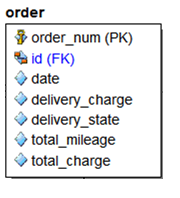 order
order_num (PK)
id (FK)
date
delivery_charge
delivery_state
total_mileage
total_charge